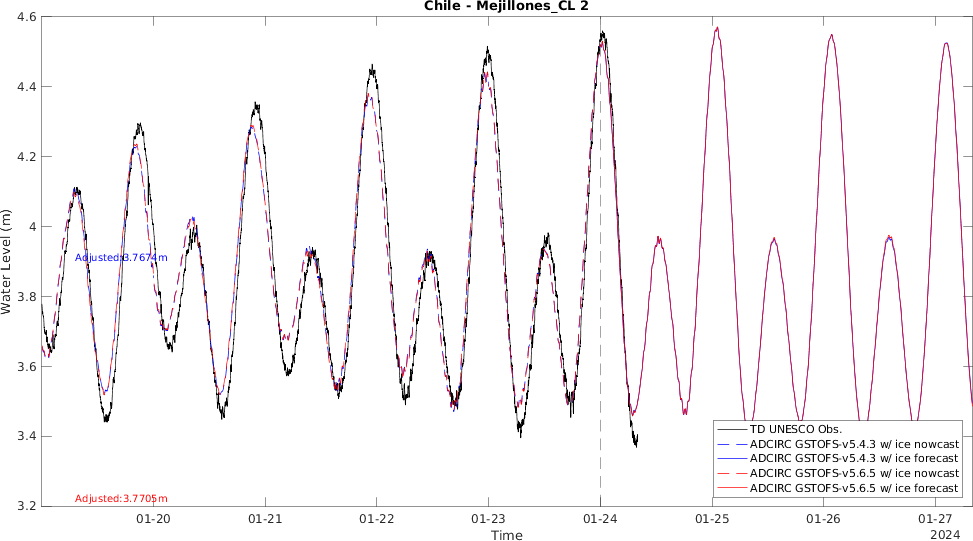 Chile - Mejillones_CL 2
4.6
4.4
4.2
4
3.8
3.6
3.4
3.2
Water Level (m)
Adjusted:3.7674m
Adjusted:3.7705m
TD UNESCO Obs.
ADCIRC GSTOFS-v5.4.3 w/ ice nowcast
ADCIRC GSTOFS-v5.4.3 w/ ice forecast
ADCIRC GSTOFS-v5.6.5 w/ ice nowcast
ADCIRC GSTOFS-v5.6.5 w/ ice forecast
01-20 01-21 01-22 01-23 01-24 01-25 01-26 01-27
Time
2024